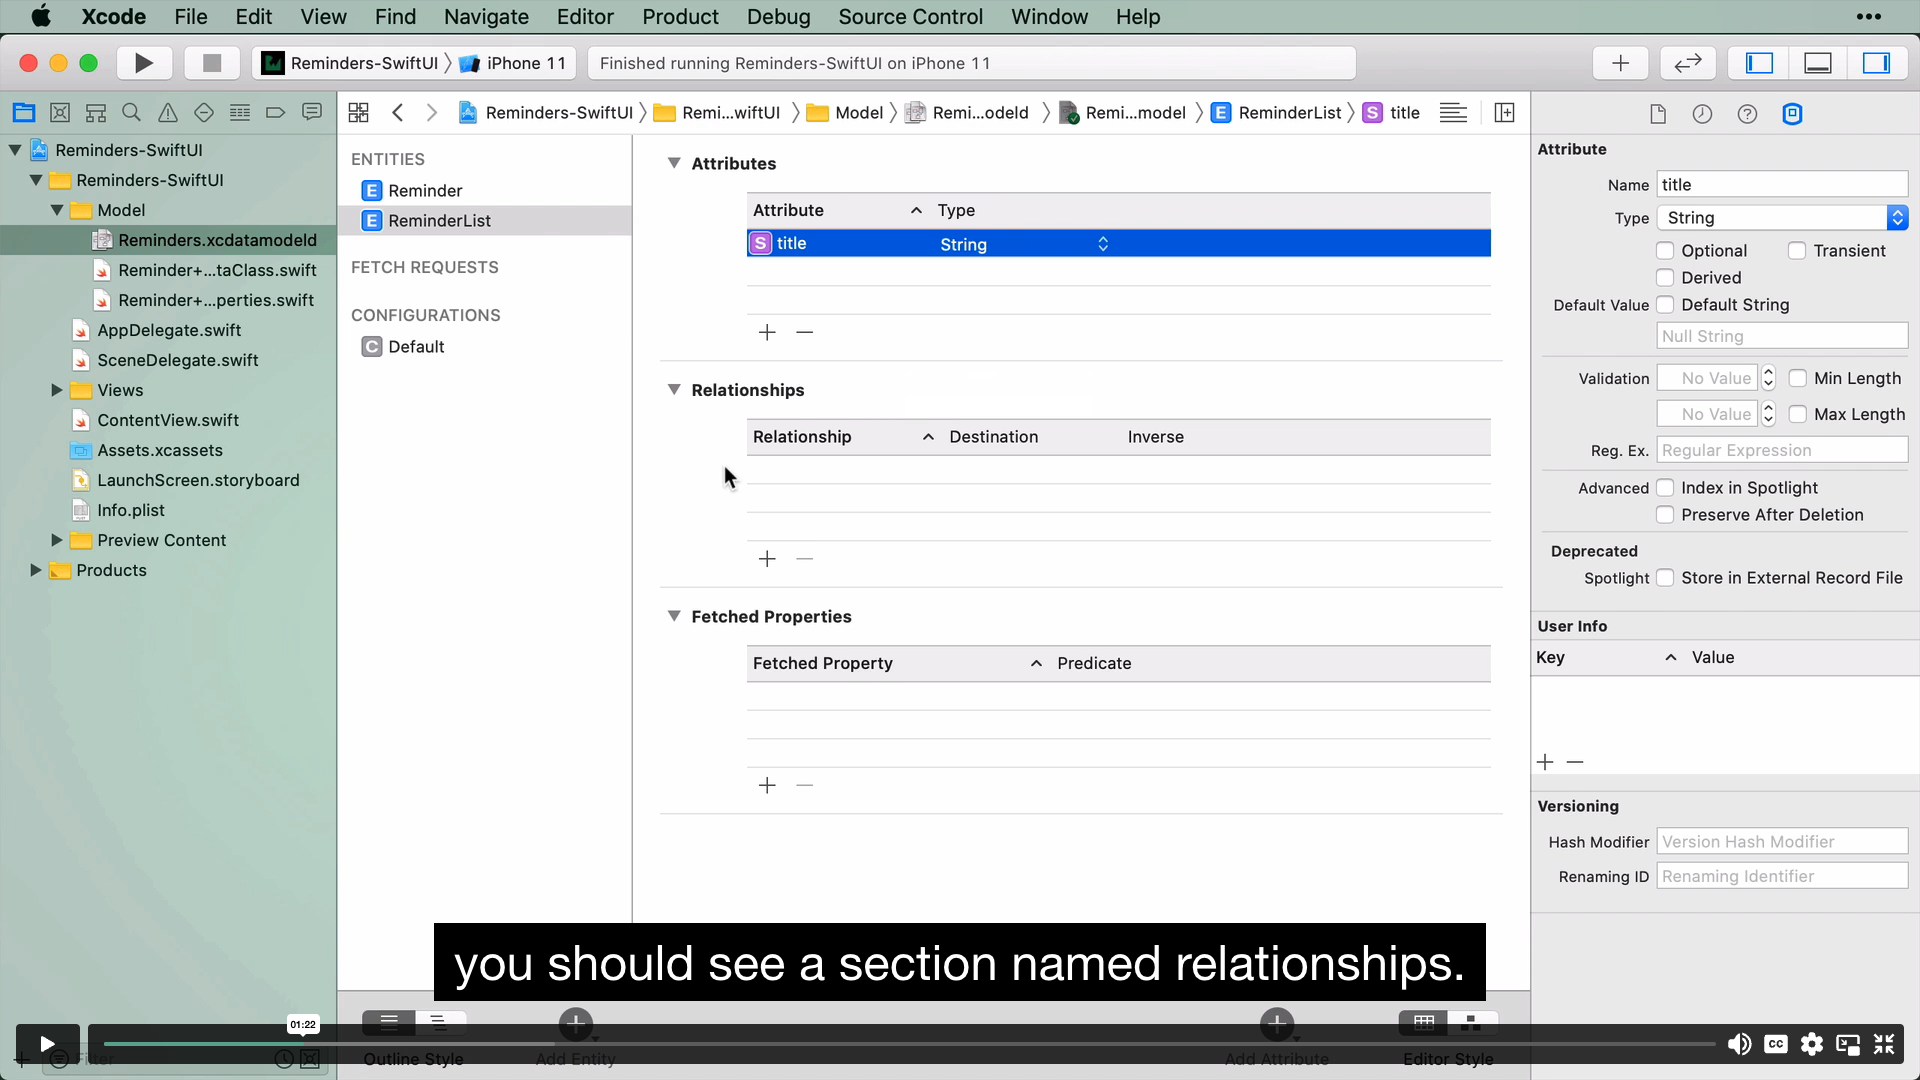 Xcode File Edit View Find Navigate Editor Product Debug Source Control Window Help •••
Reminders-SwiftUI iPhone 11
Finished running Reminders-SwiftUI on iPhone 11
Reminders-SwiftUI Remi...wiftUI Model Remi...odeld Remi...model E ReminderList S title
Reminders-SwiftUI
Reminders-SwiftUI
Model
Reminders.xcdatamodeld
Reminder+...taClass.swift
Reminder+...perties.swift
AppDelegate.swift
SceneDelegate.swift
Views
ContentView.swift
Assets.xcassets
LaunchScreen.storyboard
Info.plist
Preview Content
Products
Filter
ENTITIES
E Reminder
E ReminderList
FETCH REQUESTS
CONFIGURATIONS
C Default
Attributes
Attribute Type
S title String
Relationships
Relationship Destination Inverse
Fetched Properties
Fetched Property Predicate
Attribute
Name title
Type String
Optional Transient
Derived
Default Value Default String
Null String
Validation No Value Min Length
No Value Max Length
Reg. Ex. Regular Expression
Advanced Index in Spotlight
Preserve After Deletion
Deprecated
Spotlight Store in External Record File
User Info
Key Value
Versioning
Hash Modifier Version Hash Modifier
Renaming ID Renaming Identifier
you should see a section named relationships.
01:22
CC
Outline Style Add Entity Add Attribute Editor Style